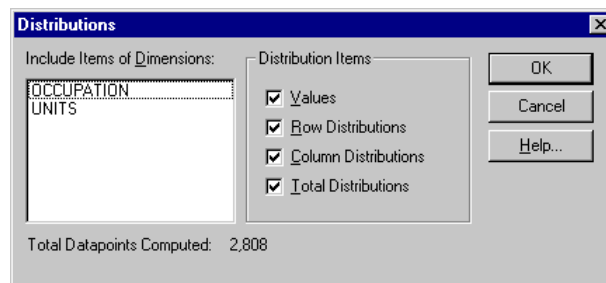 Distributions
Include Items of Dimensions:
OCCUPATION
UNITS
Distribution Items
Values
Row Distributions
Column Distributions
Total Distributions
OK
Cancel
Help...
Total Datapoints Computed: 2,808